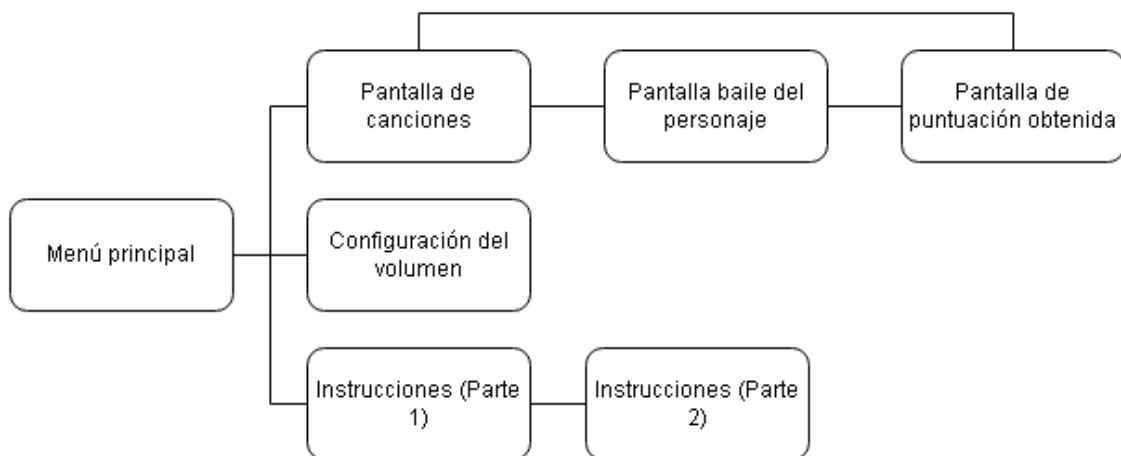 Pantalla de
canciones
Pantalla baile del
personaje
Pantalla de
puntuación obtenida
Menú principal
Configuración del
volumen
Instrucciones (Parte
1)
Instrucciones (Parte
2)